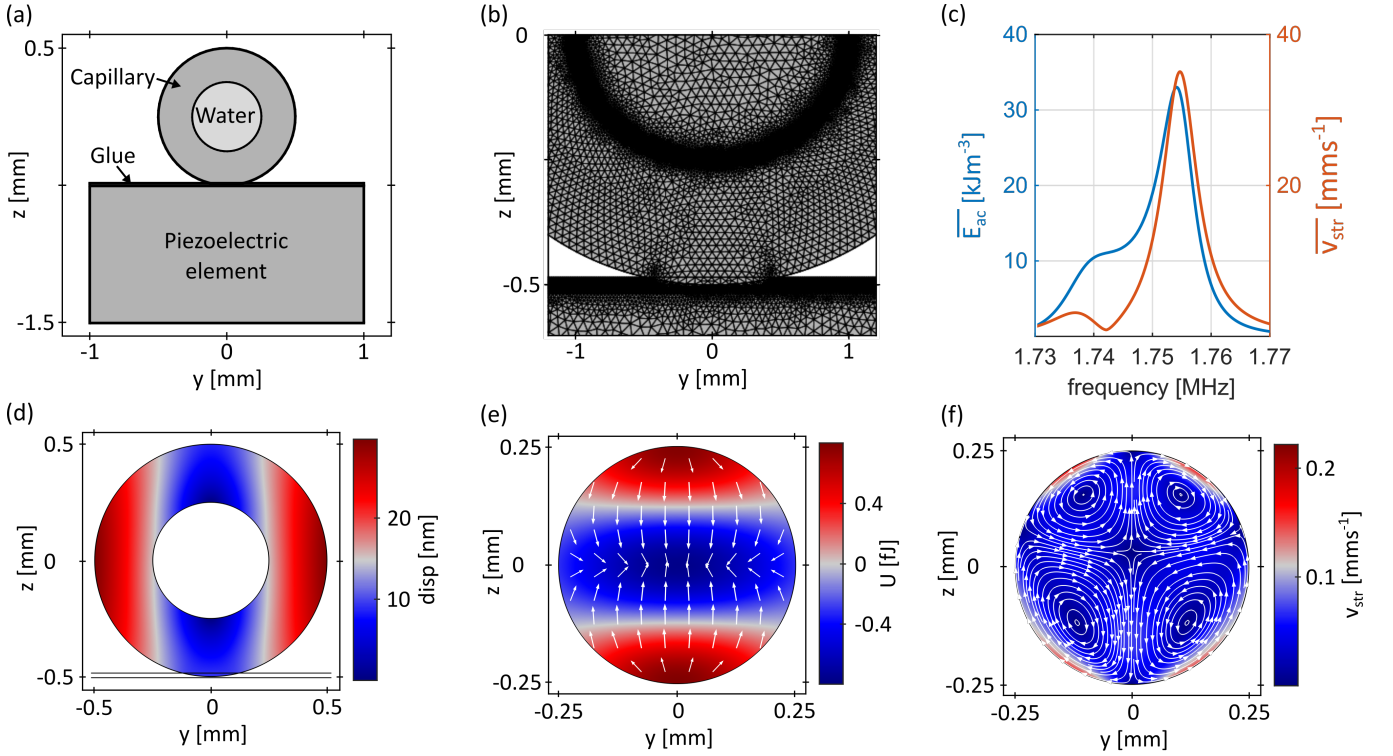 (a)
0.5
Capillary
Water
Glue
z [mm]
Piezoelectric
element
-1.5
-1
0
1
y [mm]
(b)
0
z [mm]
-0.5
-1
0
1
y [mm]
(c)
40
30
20
10
E_ac [kJm⁻³]
40
20
v_str [mms⁻¹]
1.73
1.74
1.75
1.76
1.77
frequency [MHz]
(d)
0.5
z [mm]
0
-0.5
-0.5
0
0.5
y [mm]
20
10
disp [nm]
(e)
0.25
z [mm]
0
-0.25
-0.25
0
0.25
y [mm]
0.4
0
-0.4
U [fJ]
(f)
0.25
z [mm]
0
-0.25
-0.25
0
0.25
y [mm]
0.2
0.1
v_str [mms⁻¹]